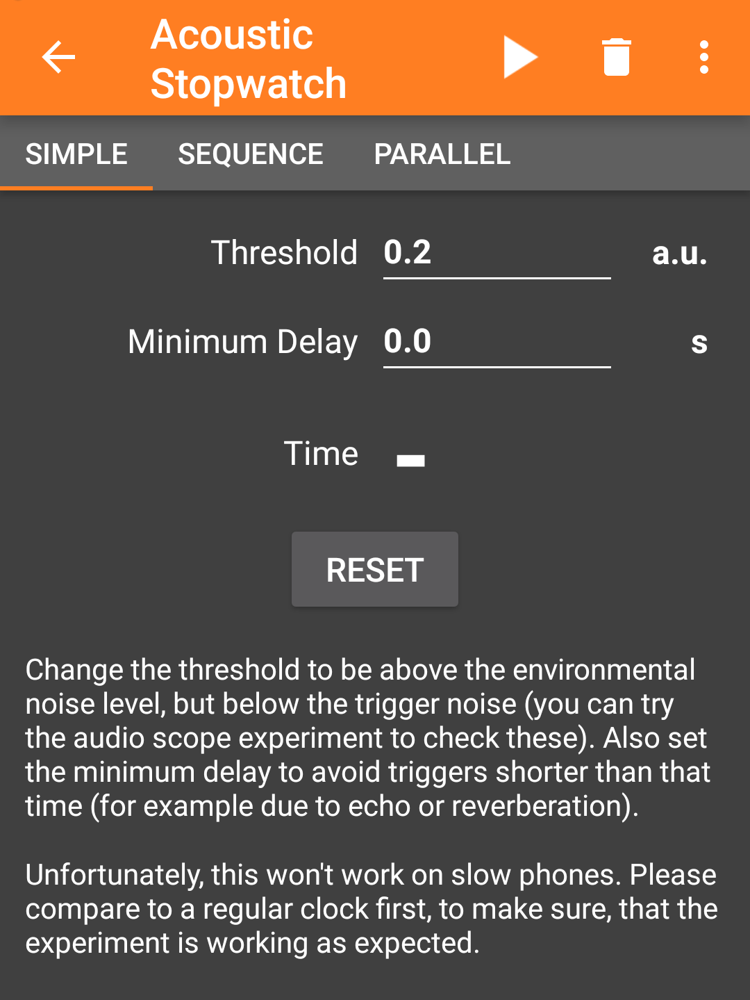 Acoustic
Stopwatch
SIMPLE SEQUENCE PARALLEL
Threshold 0.2 a.u.
Minimum Delay 0.0 s
Time -
RESET
Change the threshold to be above the environmental
noise level, but below the trigger noise (you can try
the audio scope experiment to check these). Also set
the minimum delay to avoid triggers shorter than that
time (for example due to echo or reverberation).
Unfortunately, this won't work on slow phones. Please
compare to a regular clock first, to make sure, that the
experiment is working as expected.